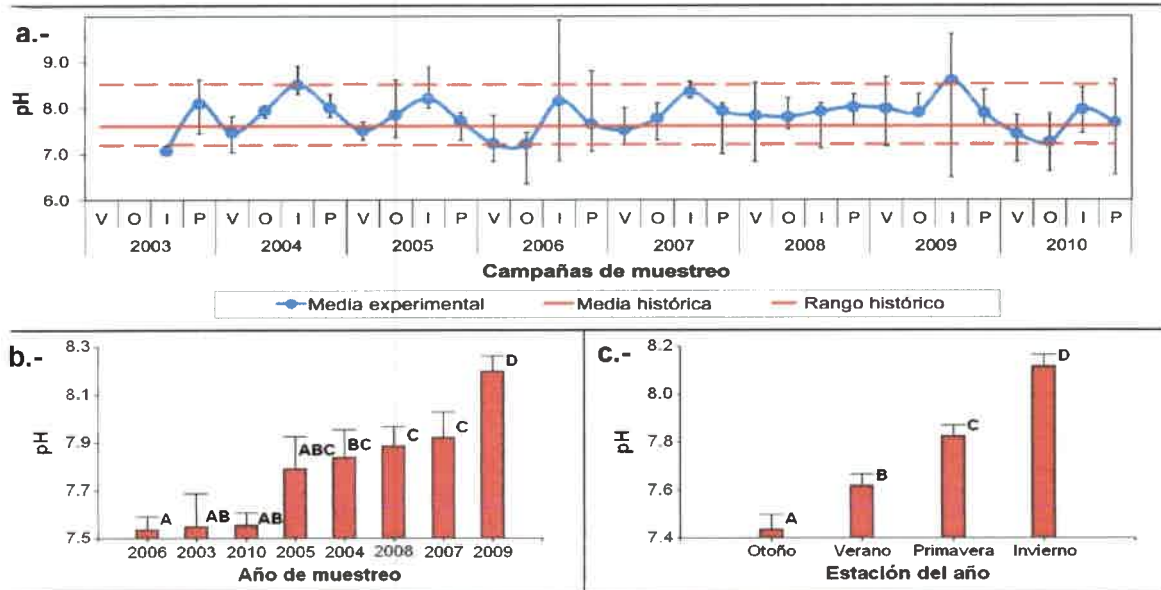 a.-
pH
9.0
8.0
7.0
6.0
V O I P V O I P V O I P V O I P V O I P V O I P V O I P V O I P
2003 2004 2005 2006 2007 2008 2009 2010
Campañas de muestreo
Media experimental Media histórica Rango histórico
b.-
pH
8.3
8.1
7.9
7.7
7.5
A AB AB ABC BC C C D
2006 2003 2010 2005 2004 2008 2007 2009
Año de muestreo
c.-
pH
8.2
8.0
7.8
7.6
7.4
A B C D
Otoño Verano Primavera Invierno
Estación del año